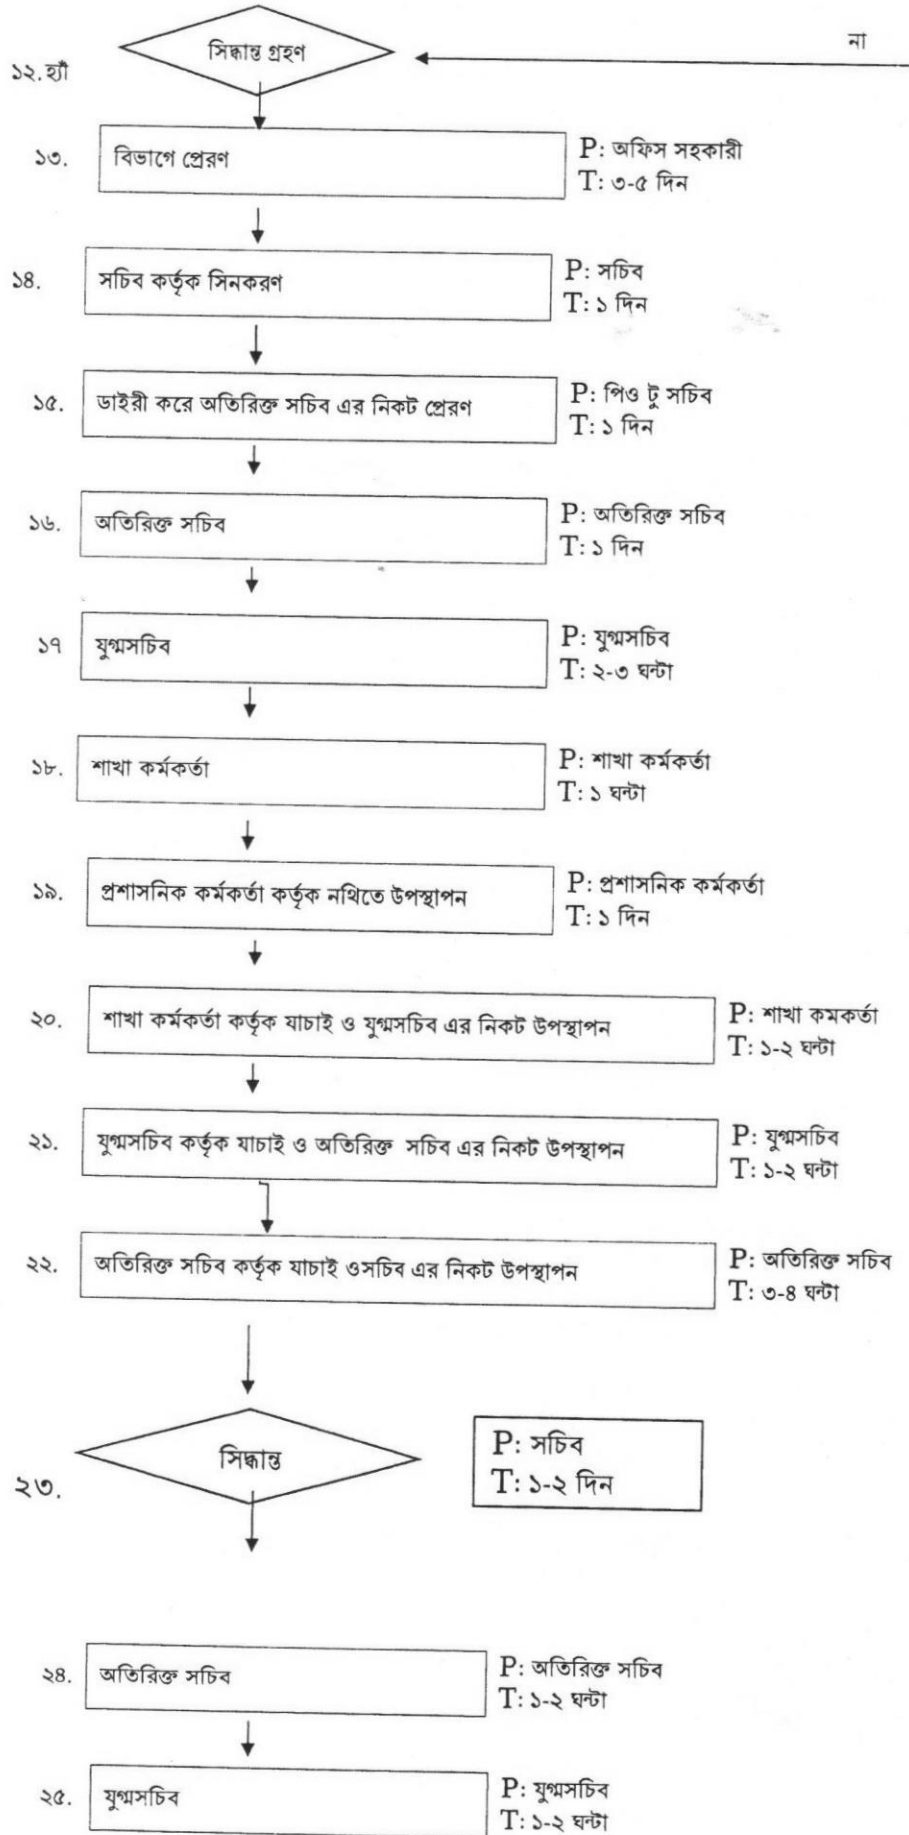 সিদ্ধান্ত গ্রহণ
না
১২. হ্যাঁ
১৩.
বিভাগে প্রেরণ
P: অফিস সহকারী
T: ৩-৫ দিন
১৪.
সচিব কর্তৃক সিনকরণ
P: সচিব
T: ১ দিন
১৫.
ডাইরী করে অতিরিক্ত সচিব এর নিকট প্রেরণ
P: পিও টু সচিব
T: ১ দিন
১৬.
অতিরিক্ত সচিব
P: অতিরিক্ত সচিব
T: ১ দিন
১৭
যুগ্মসচিব
P: যুগ্মসচিব
T: ২-৩ ঘন্টা
১৮.
শাখা কর্মকর্তা
P: শাখা কর্মকর্তা
T: ১ ঘন্টা
১৯.
প্রশাসনিক কর্মকর্তা কর্তৃক নথিতে উপস্থাপন
P: প্রশাসনিক কর্মকর্তা
T: ১ দিন
২০.
শাখা কর্মকর্তা কর্তৃক যাচাই ও যুগ্মসচিব এর নিকট উপস্থাপন
P: শাখা কমকর্তা
T: ১-২ ঘন্টা
২১.
যুগ্মসচিব কর্তৃক যাচাই ও অতিরিক্ত সচিব এর নিকট উপস্থাপন
P: যুগ্মসচিব
T: ১-২ ঘন্টা
২২.
অতিরিক্ত সচিব কর্তৃক যাচাই ওসচিব এর নিকট উপস্থাপন
P: অতিরিক্ত সচিব
T: ৩-৪ ঘন্টা
সিদ্ধান্ত
২৩.
P: সচিব
T: ১-২ দিন
২৪.
অতিরিক্ত সচিব
P: অতিরিক্ত সচিব
T: ১-২ ঘন্টা
২৫.
যুগ্মসচিব
P: যুগ্মসচিব
T: ১-২ ঘন্টা